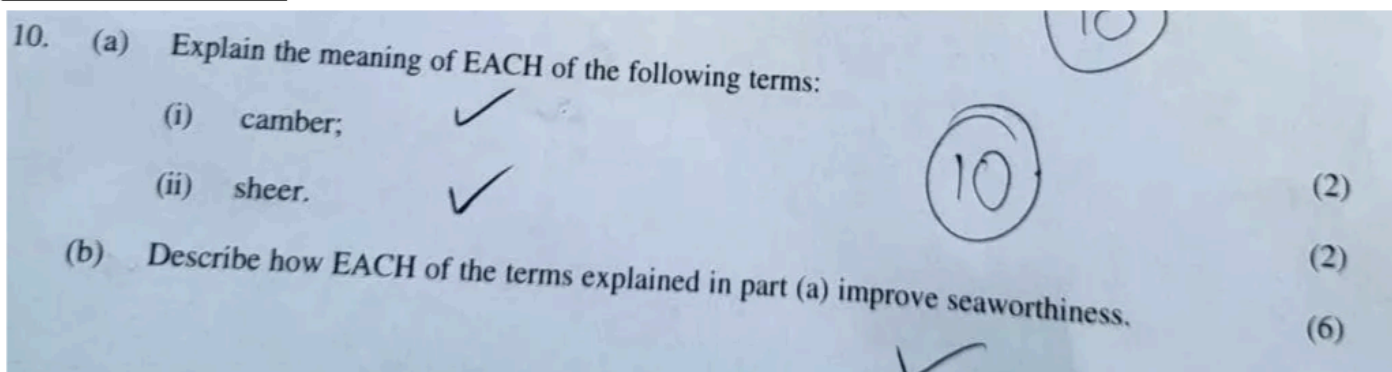 10
10. (a) Explain the meaning of EACH of the following terms:
(i) camber;
10
(ii) sheer. (2)
(2)
(b) Describe how EACH of the terms explained in part (a) improve seaworthiness.
(6)